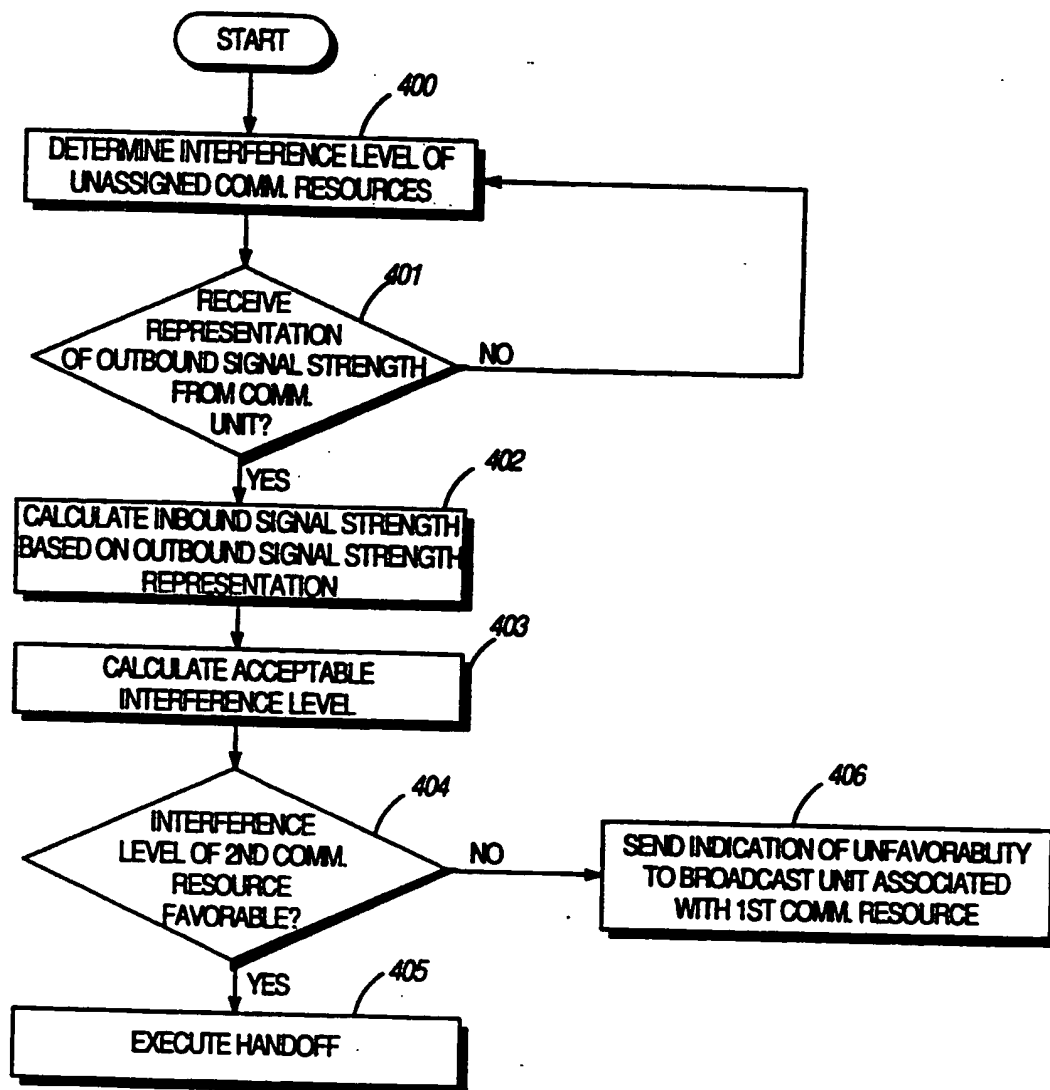 START
400
DETERMINE INTERFERENCE LEVEL OF
UNASSIGNED COMM. RESOURCES
401
RECEIVE
REPRESENTATION
OF OUTBOUND SIGNAL STRENGTH
FROM COMM.
UNIT?
NO
YES
402
CALCULATE INBOUND SIGNAL STRENGTH
BASED ON OUTBOUND SIGNAL STRENGTH
REPRESENTATION
403
CALCULATE ACCEPTABLE
INTERFERENCE LEVEL
404
INTERFERENCE
LEVEL OF 2ND COMM.
RESOURCE
FAVORABLE?
NO
406
SEND INDICATION OF UNFAVORABLITY
TO BROADCAST UNIT ASSOCIATED
WITH 1ST COMM. RESOURCE
YES
405
EXECUTE HANDOFF